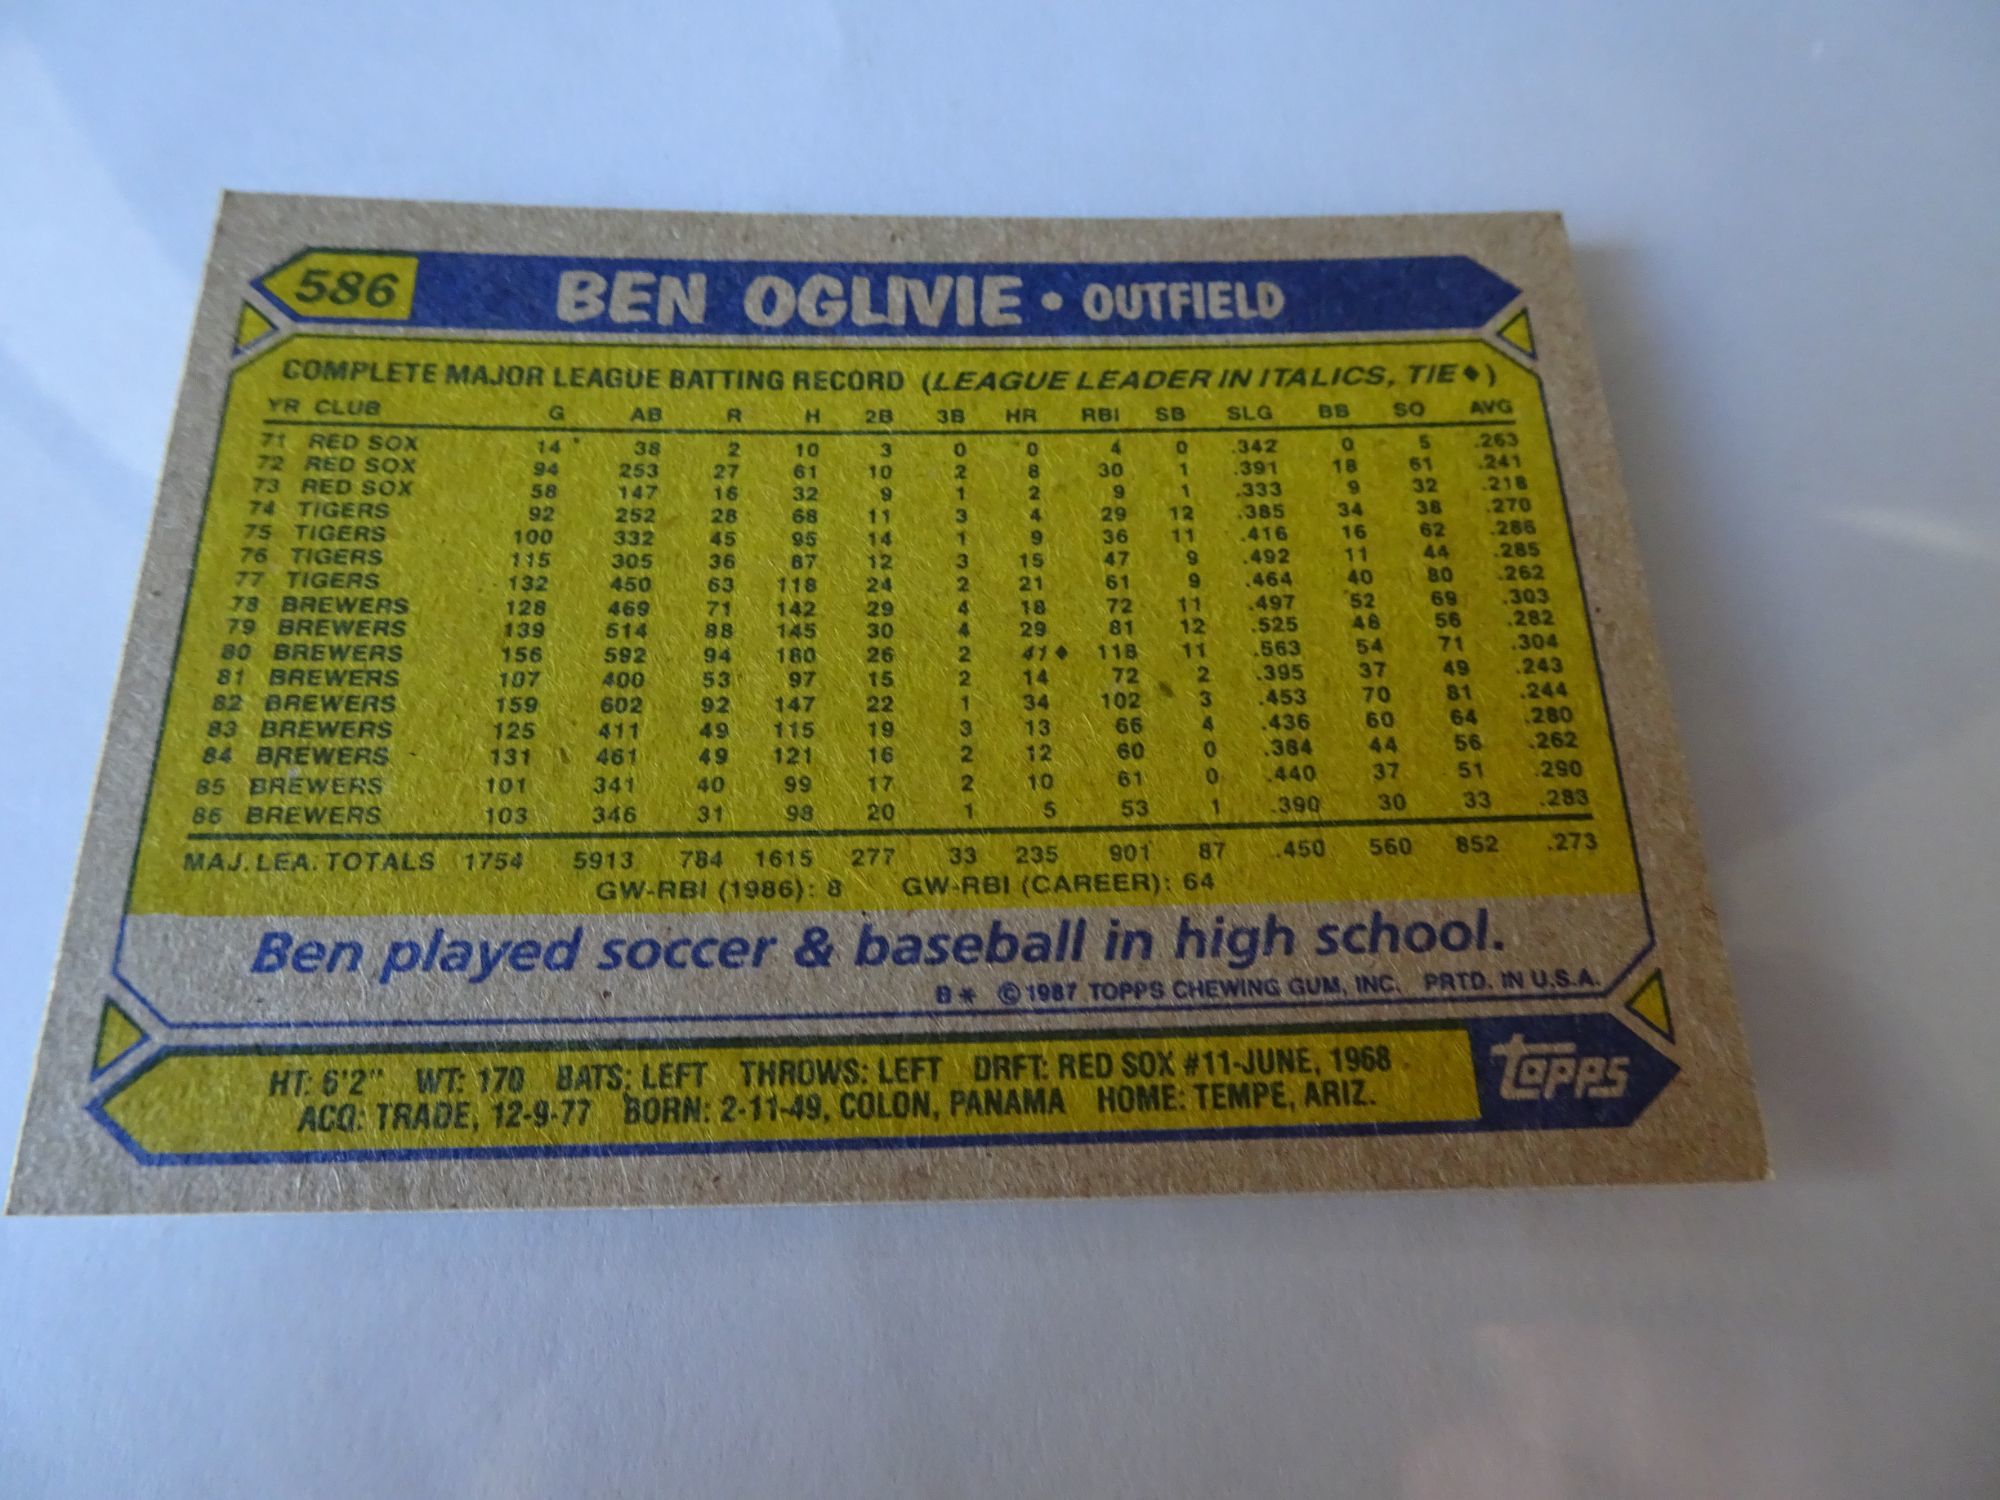 586 BEN OGLIVIE • OUTFIELD
COMPLETE MAJOR LEAGUE BATTING RECORD (LEAGUE LEADER IN ITALICS, TIE ♦)
YR CLUB G AB R H 2B 3B HR RBI SB SLG BB SO AVG
71 RED SOX 14 38 2 10 3 0 0 4 0 .342 0 5 .263
72 RED SOX 94 253 27 61 10 2 8 30 1 .391 18 61 .241
73 RED SOX 58 147 16 32 9 1 2 9 1 .333 9 32 .218
74 TIGERS 92 252 28 68 11 3 4 29 12 .385 34 38 .270
75 TIGERS 100 332 45 95 14 1 9 36 11 .416 16 62 .286
76 TIGERS 115 305 36 87 12 3 15 47 9 .492 11 44 .285
77 TIGERS 132 450 63 118 24 2 21 61 9 .464 40 80 .262
78 BREWERS 128 469 71 142 29 4 18 72 11 .497 52 69 .303
79 BREWERS 139 514 88 145 30 4 29 81 12 .525 48 56 .282
80 BREWERS 156 592 94 180 26 2 41♦ 118 11 .563 54 71 .304
81 BREWERS 107 400 53 97 15 2 14 72 2 .395 37 49 .243
82 BREWERS 159 602 92 147 22 1 34 102 3 .453 70 81 .244
83 BREWERS 125 411 49 115 19 3 13 66 4 .436 60 64 .280
84 BREWERS 131 461 49 121 16 2 12 60 0 .384 44 56 .262
85 BREWERS 101 341 40 99 17 2 10 61 0 .440 37 51 .290
86 BREWERS 103 346 31 98 20 1 5 53 1 .390 30 33 .283
MAJ. LEA. TOTALS 1754 5913 784 1615 277 33 235 901 87 .450 560 852 .273
GW-RBI (1986): 8 GW-RBI (CAREER): 64
Ben played soccer & baseball in high school.
B* © 1987 TOPPS CHEWING GUM, INC. PRTD. IN U.S.A.
HT: 6'2" WT: 170 BATS: LEFT THROWS: LEFT DRFT: RED SOX #11-JUNE, 1968
ACQ: TRADE, 12-9-77 BORN: 2-11-49, COLON, PANAMA HOME: TEMPE, ARIZ.
TOPPS